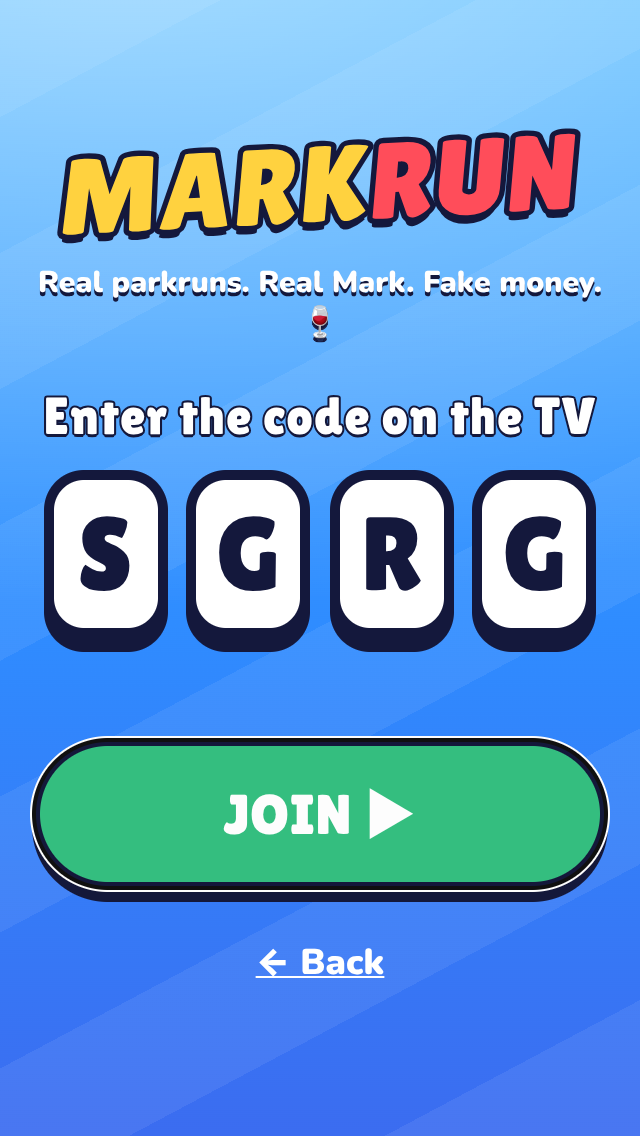 MARKRUN
Real parkruns. Real Mark. Fake money.
🍷
Enter the code on the TV
S G R G
JOIN ▶
← Back